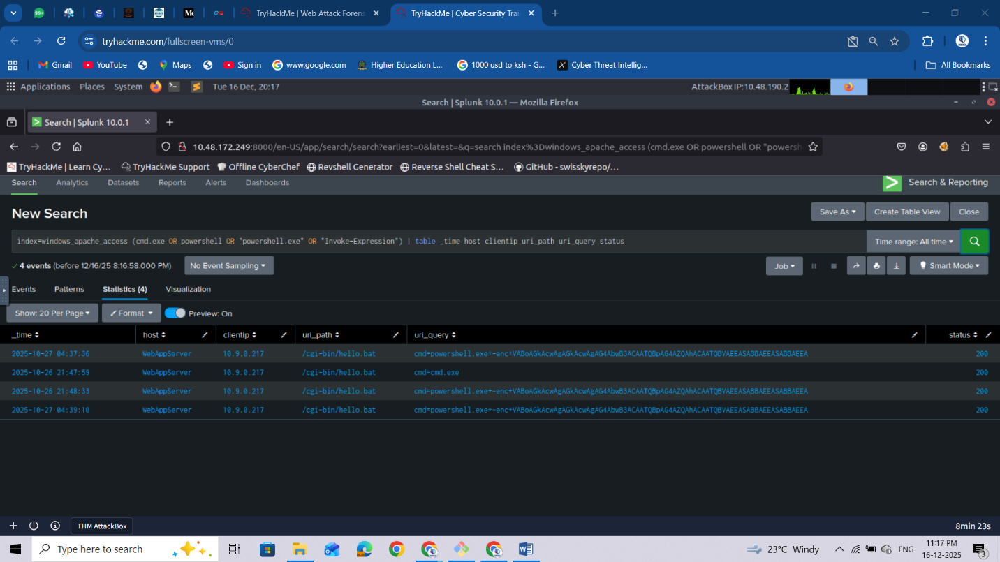 99+
TryHackMe | Web Attack Forens
TryHackMe | Cyber Security Trai
tryhackme.com/fullscreen-vms/0
Gmail
YouTube
Maps
Sign in
www.google.com
Higher Education L...
1000 usd to ksh - G...
Cyber Threat Intellig...
All Bookmarks
Applications
Places
System
Tue 16 Dec, 20:17
AttackBox IP:10.48.190.2
Search | Splunk 10.0.1 — Mozilla Firefox
Search | Splunk 10.0.1
10.48.172.249:8000/en-US/app/search/search?earliest=0&latest=&q=search index%3Dwindows_apache_access (cmd.exe OR powershell OR "powersh
TryHackMe | Learn Cy...
TryHackMe Support
Offline CyberChef
Revshell Generator
Reverse Shell Cheat S...
GitHub - swisskyrepo/...
Search
Analytics
Datasets
Reports
Alerts
Dashboards
Search & Reporting
New Search
Save As
Create Table View
Close
index=windows_apache_access (cmd.exe OR powershell OR "powershell.exe" OR "Invoke-Expression") | table _time host clientip uri_path uri_query status
Time range: All time
4 events (before 12/16/25 8:16:58.000 PM)
No Event Sampling
Job
Smart Mode
Events
Patterns
Statistics (4)
Visualization
Show: 20 Per Page
Format
Preview: On
_time host clientip uri_path uri_query status
2025-10-27 04:37:36 WebAppServer 10.9.0.217 /cgi-bin/hello.bat cmd=powershell.exe+-enc+VABoAGkAcwAgAGkAcwAgAG4AbwB3ACAATQBpAG4AZQAhACAATQBVAEEASABBAEEASABBAEEA 200
2025-10-26 21:47:59 WebAppServer 10.9.0.217 /cgi-bin/hello.bat cmd=cmd.exe 200
2025-10-26 21:48:33 WebAppServer 10.9.0.217 /cgi-bin/hello.bat cmd=powershell.exe+-enc+VABoAGkAcwAgAGkAcwAgAG4AbwB3ACAATQBpAG4AZQAhACAATQBVAEEASABBAEEASABBAEEA 200
2025-10-27 04:39:10 WebAppServer 10.9.0.217 /cgi-bin/hello.bat cmd=powershell.exe+-enc+VABoAGkAcwAgAGkAcwAgAG4AbwB3ACAATQBpAG4AZQAhACAATQBVAEEASABBAEEASABBAEEA 200
THM AttackBox
8min 23s
Type here to search
23°C Windy
ENG
11:17 PM
16-12-2025
3